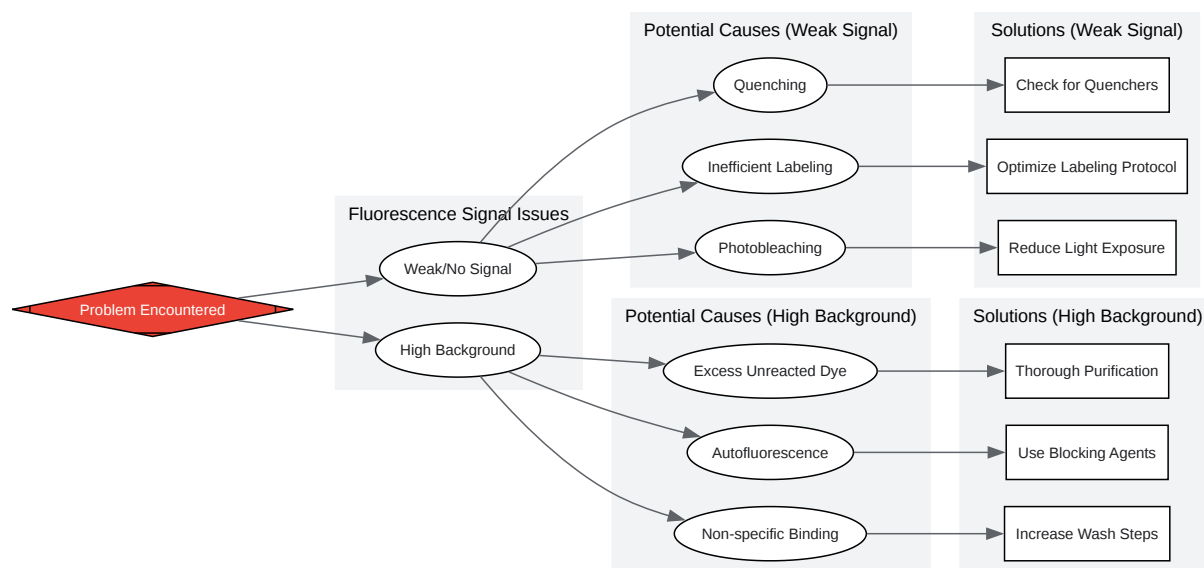 Problem Encountered
Fluorescence Signal Issues
Weak/No Signal
High Background
Potential Causes (Weak Signal)
Quenching
Inefficient Labeling
Photobleaching
Solutions (Weak Signal)
Check for Quenchers
Optimize Labeling Protocol
Reduce Light Exposure
Potential Causes (High Background)
Excess Unreacted Dye
Autofluorescence
Non-specific Binding
Solutions (High Background)
Thorough Purification
Use Blocking Agents
Increase Wash Steps